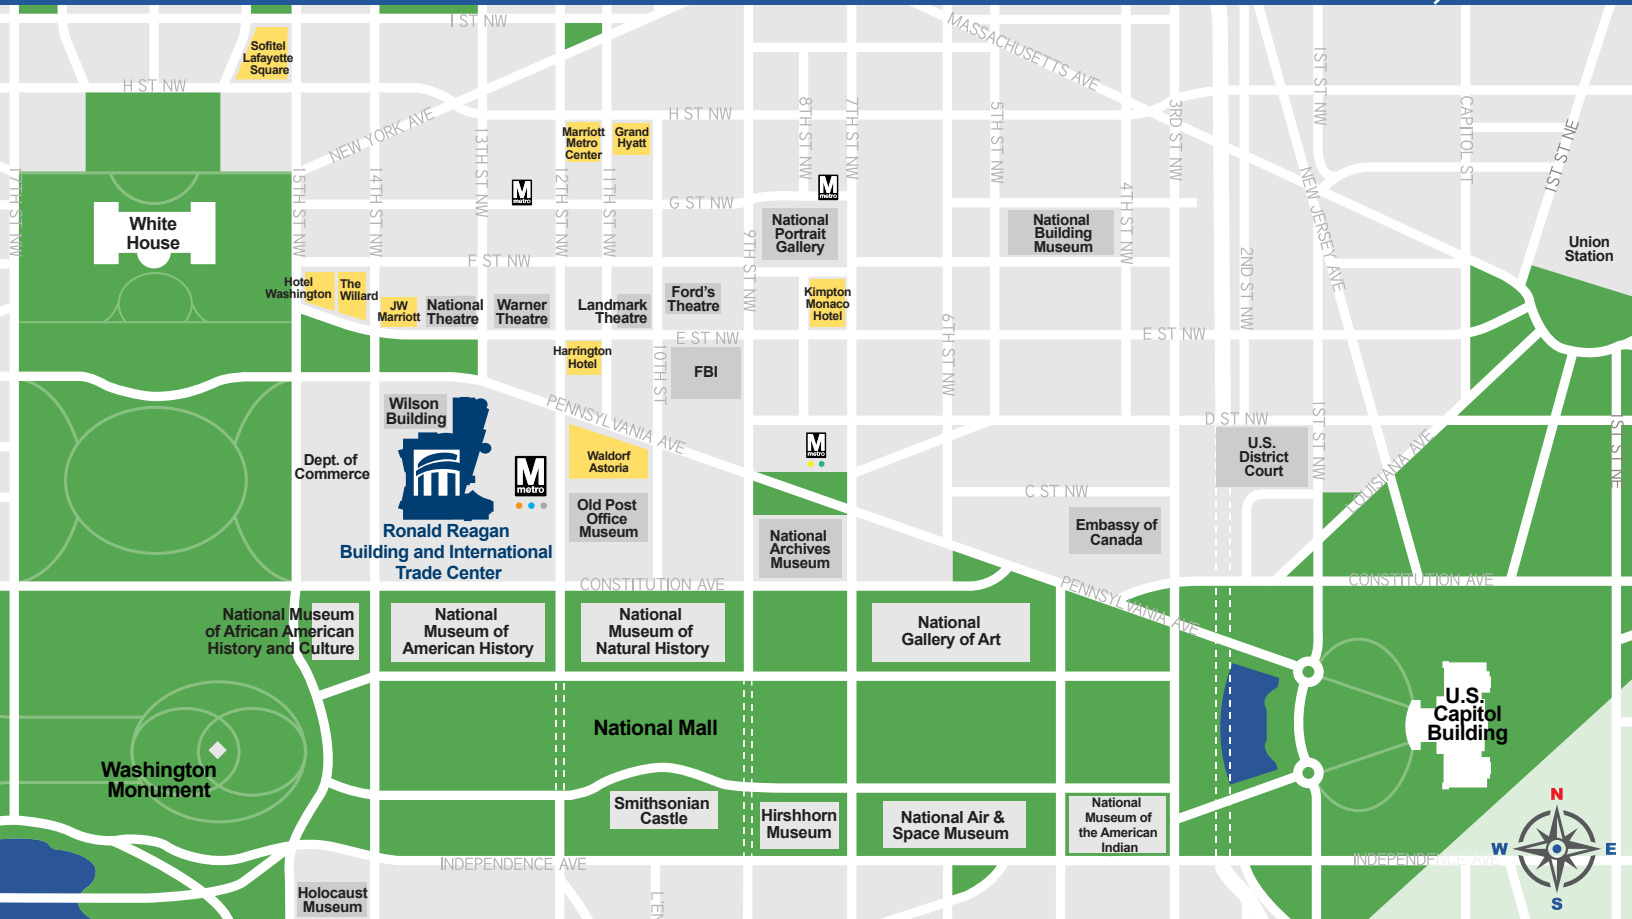 I ST NW
MASSACHUSETTS AVE
Sofitel
Lafayette
Square
H ST NW
NEW YORK AVE
H ST NW
1ST ST NW
CAPITOL ST
1ST ST NE
8TH ST NW
7TH ST NW
5TH ST NW
3RD ST NW
13TH ST NW
Marriott
Metro
Center
Grand
Hyatt
17TH ST NW
15TH ST NW
14TH ST NW
12TH ST NW
11TH ST NW
M
metro
M
metro
G ST NW
4TH ST NW
NEW JERSEY AVE
White
House
National
Portrait
Gallery
National
Building
Museum
Union
Station
9TH ST NW
2ND ST NW
F ST NW
Hotel
Washington
The
Willard
JW
Marriott
National
Theatre
Warner
Theatre
Landmark
Theatre
Ford's
Theatre
Kimpton
Monaco
Hotel
6TH ST NW
E ST NW
E ST NW
Harrington
Hotel
10TH ST
FBI
Wilson
Building
PENNSYLVANIA AVE
D ST NW
1ST ST NW
LOUISIANA AVE
1ST ST NE
U.S.
District
Court
Dept. of
Commerce
M
metro
Waldorf
Astoria
M
metro
C ST NW
Old Post
Office
Museum
Embassy of
Canada
Ronald Reagan
Building and International
Trade Center
National
Archives
Museum
CONSTITUTION AVE
PENNSYLVANIA AVE
CONSTITUTION AVE
National Museum
of African American
History and Culture
National
Museum of
American History
National
Museum of
Natural History
National
Gallery of Art
National Mall
U.S.
Capitol
Building
Washington
Monument
Smithsonian
Castle
Hirshhorn
Museum
National Air &
Space Museum
National
Museum of
the American
Indian
N
W
E
S
INDEPENDENCE AVE
INDEPENDENCE AVE
Holocaust
Museum
L'EN